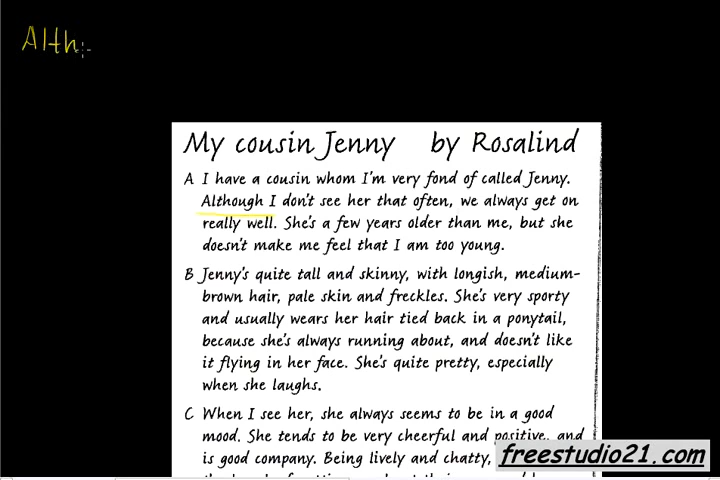 Alth
My cousin Jenny by Rosalind
A I have a cousin whom I'm very fond of called Jenny.
Although I don't see her that often, we always get on
really well. She's a few years older than me, but she
doesn't make me feel that I am too young.
B Jenny's quite tall and skinny, with longish, medium-
brown hair, pale skin and freckles. She's very sporty
and usually wears her hair tied back in a ponytail,
because she's always running about, and doesn't like
it flying in her face. She's quite pretty, especially
when she laughs.
C When I see her, she always seems to be in a good
mood. She tends to be very cheerful and positive, and
is good company. Being lively and chatty,
freestudio21.com